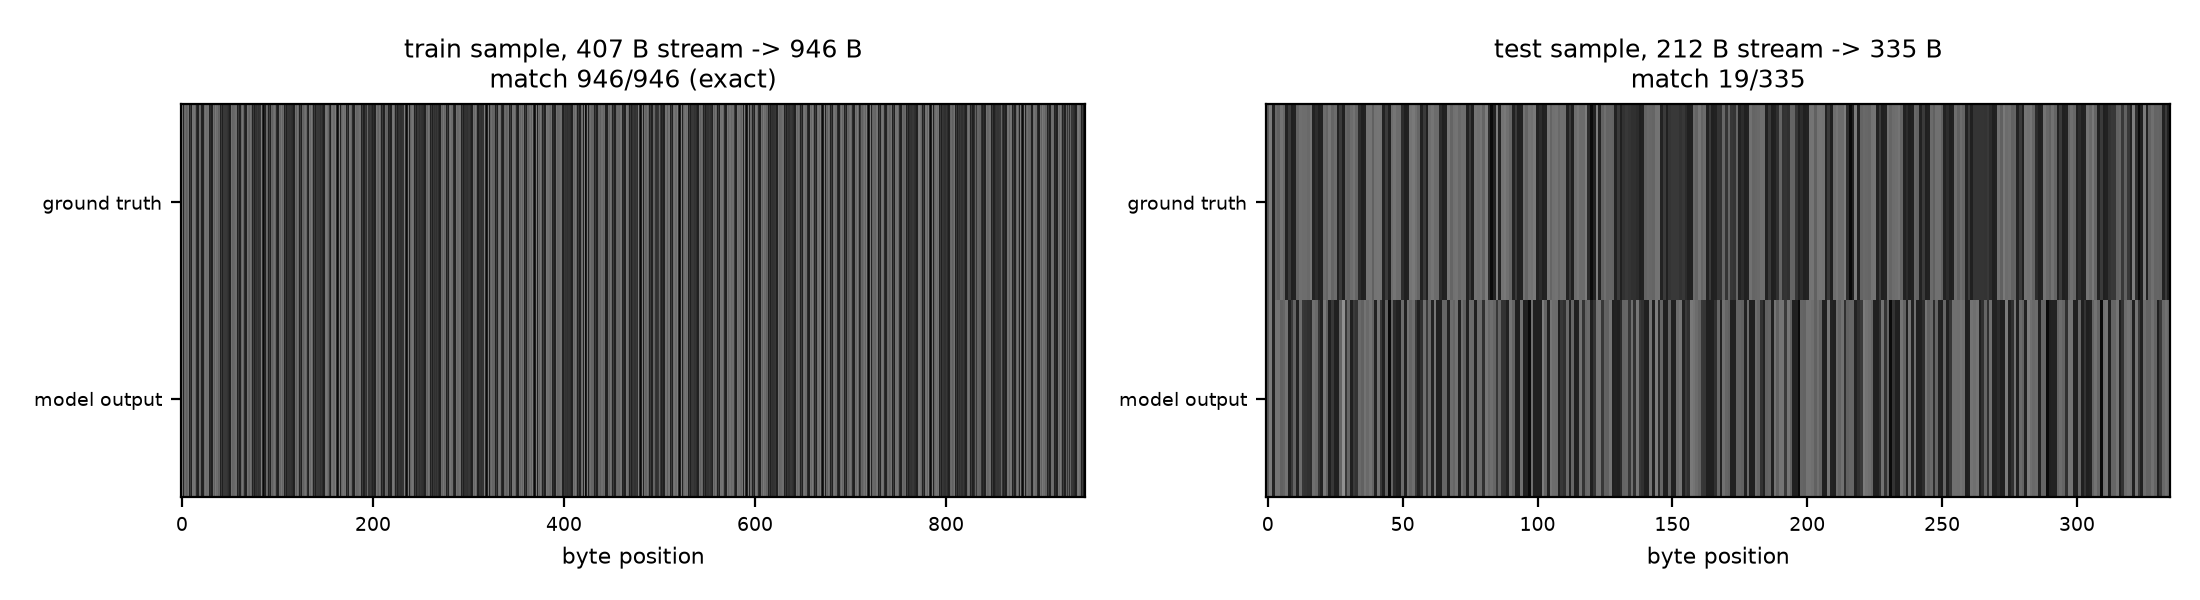 train sample, 407 B stream -> 946 B
match 946/946 (exact)
ground truth
model output
0 200 400 600 800
byte position
test sample, 212 B stream -> 335 B
match 19/335
ground truth
model output
0 50 100 150 200 250 300
byte position